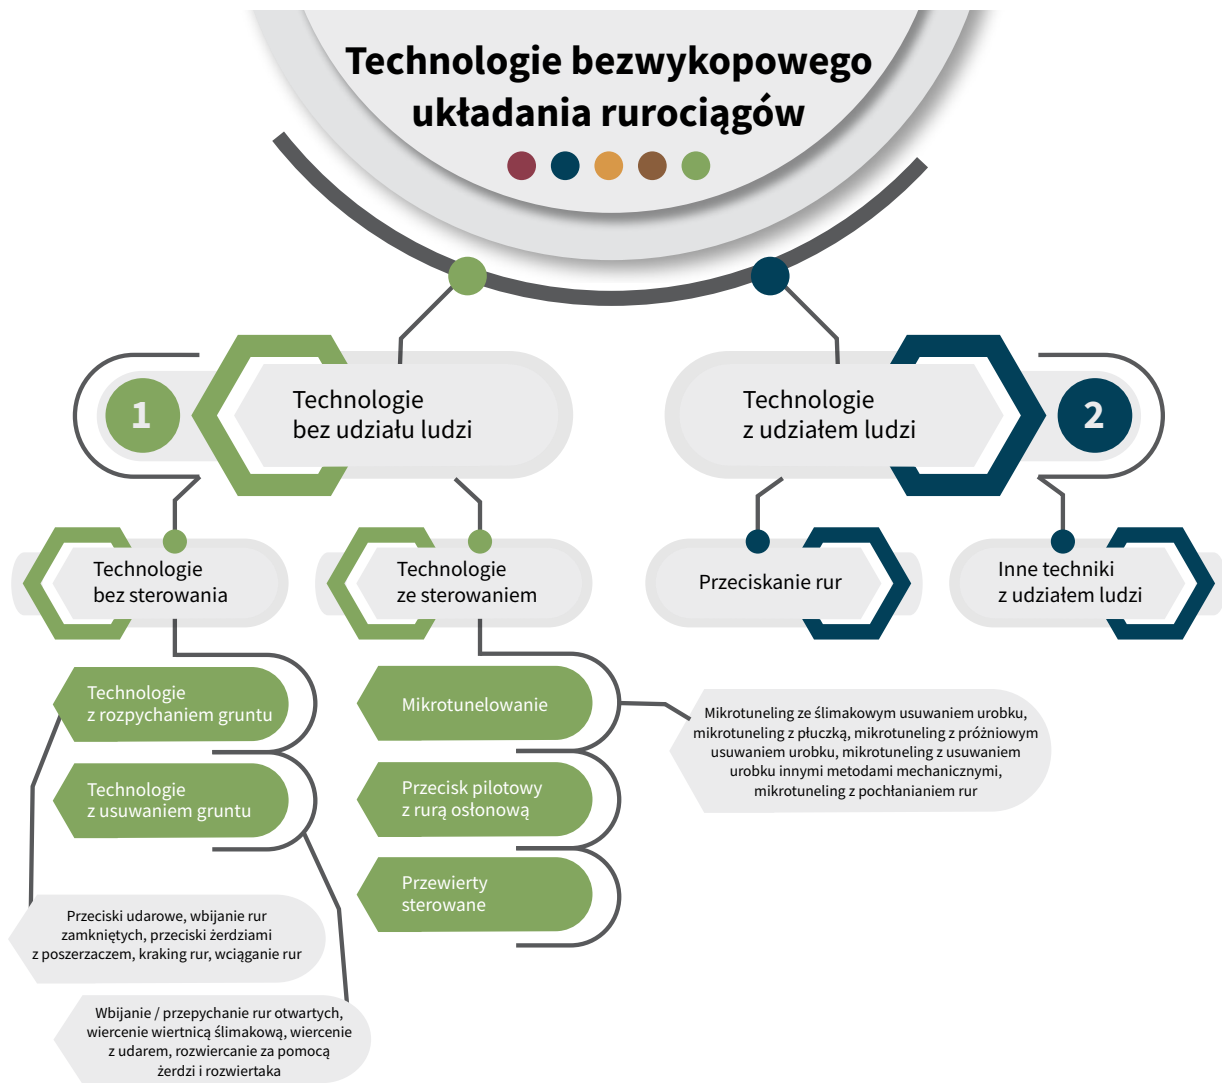 Technologie bezwykopowego
układania rurociągów
1
Technologie
bez udziału ludzi
Technologie
z udziałem ludzi
2
Technologie
bez sterowania
Technologie
ze sterowaniem
Przeciskanie rur
Inne techniki
z udziałem ludzi
Technologie
z rozpychaniem gruntu
Technologie
z usuwaniem gruntu
Mikrotunelowanie
Przecisk pilotowy
z rurą osłonową
Przewierty
sterowane
Mikrotuneling ze ślimakowym usuwaniem urobku,
mikrotuneling z płuczką, mikrotuneling z próżniowym
usuwaniem urobku, mikrotuneling z usuwaniem
urobku innymi metodami mechanicznymi,
mikrotuneling z pochłanianiem rur
Przeciski udarowe, wbijanie rur
zamkniętych, przeciski żerdziami
z poszerzaczem, kraking rur, wciąganie rur
Wbijanie / przepychanie rur otwartych,
wiercenie wiertnicą ślimakową, wiercenie
z udarem, rozwiercanie za pomocą
żerdzi i rozwiertaka